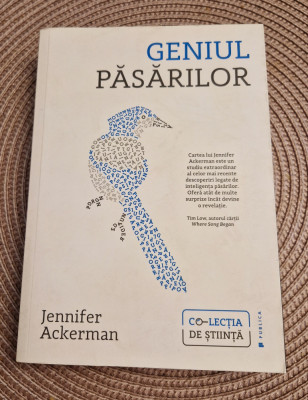 GENIUL
PĂSĂRILOR
Cartea lui Jennifer
Ackerman este un
studiu extraordinar
al celor mai recente
descoperiri legate de
inteligența păsărilor.
Oferă atât de multe
surprize încât devine
o revelație.
Tim Low, autorul cărții
Where Song Began
Jennifer
Ackerman
CO-LECȚIA
DE ȘTIINȚĂ
PUBLICA